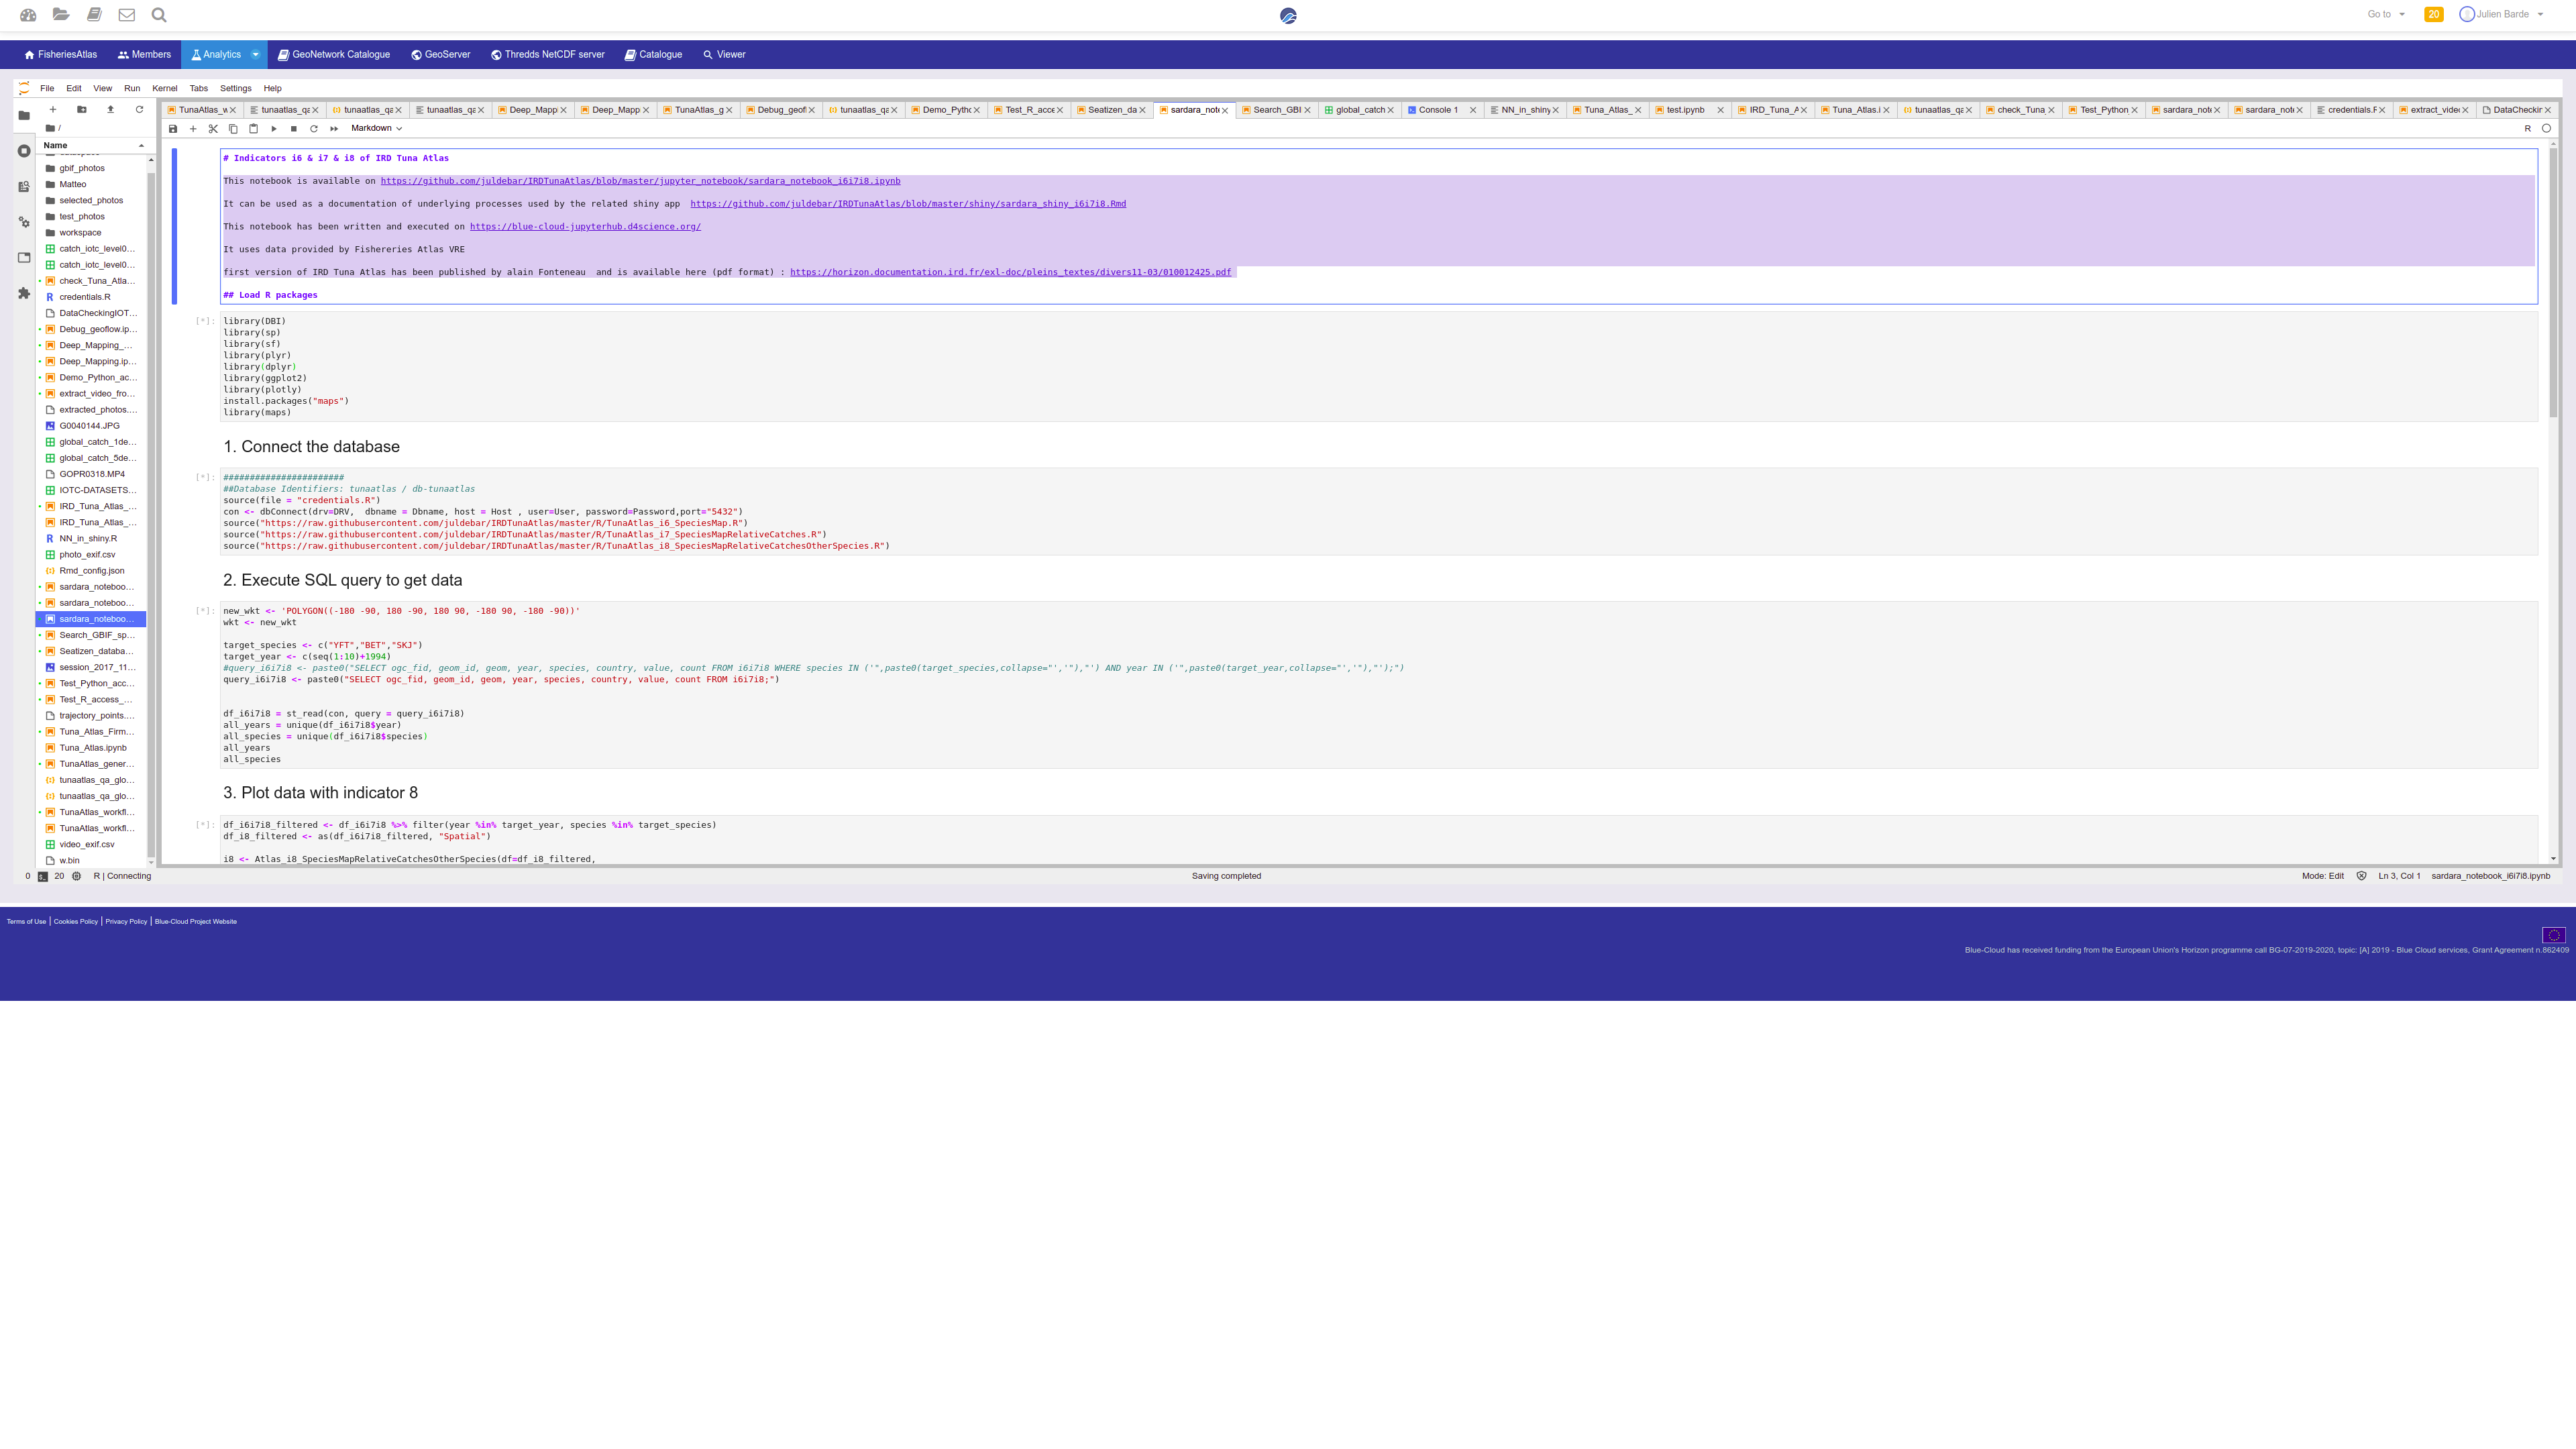 Go to
20
Julien Barde
FisheriesAtlas
Members
Analytics
GeoNetwork Catalogue
GeoServer
Thredds NetCDF server
Catalogue
Viewer
File Edit View Run Kernel Tabs Settings Help
TunaAtlas_w
tunaatlas_qa
tunaatlas_qa
tunaatlas_qa
Deep_Mapp
Deep_Mapp
TunaAtlas_g
Debug_geofl
tunaatlas_qa
Demo_Pytho
Test_R_acce
Seatizen_da
sardara_note
Search_GBI
global_catch
Console 1
NN_in_shiny
Tuna_Atlas_
test.ipynb
IRD_Tuna_A
Tuna_Atlas.i
tunaatlas_qa
check_Tuna
Test_Python
sardara_note
sardara_note
credentials.F
extract_video
DataCheckin
/
Markdown
R
Name
gbif_photos
Matteo
selected_photos
test_photos
workspace
catch_iotc_level0…
catch_iotc_level0…
check_Tuna_Atla…
credentials.R
DataCheckingIOT…
Debug_geoflow.ip…
Deep_Mapping_…
Deep_Mapping.ip…
Demo_Python_ac…
extract_video_fro…
extracted_photos.…
G0040144.JPG
global_catch_1de…
global_catch_5de…
GOPR0318.MP4
IOTC-DATASETS…
IRD_Tuna_Atlas_…
IRD_Tuna_Atlas_…
NN_in_shiny.R
photo_exif.csv
Rmd_config.json
sardara_noteboo…
sardara_noteboo…
sardara_noteboo…
Search_GBIF_sp…
Seatizen_databa…
session_2017_11…
Test_Python_acc…
Test_R_access_…
trajectory_points.…
Tuna_Atlas_Firm…
Tuna_Atlas.ipynb
TunaAtlas_gener…
tunaatlas_qa_glo…
tunaatlas_qa_glo…
TunaAtlas_workfl…
TunaAtlas_workfl…
video_exif.csv
w.bin
# Indicators i6 & i7 & i8 of IRD Tuna Atlas
This notebook is available on https://github.com/juldebar/IRDTunaAtlas/blob/master/jupyter_notebook/sardara_notebook_i6i7i8.ipynb
It can be used as a documentation of underlying processes used by the related shiny app  https://github.com/juldebar/IRDTunaAtlas/blob/master/shiny/sardara_shiny_i6i7i8.Rmd
This notebook has been written and executed on https://blue-cloud-jupyterhub.d4science.org/
It uses data provided by Fishereries Atlas VRE
first version of IRD Tuna Atlas has been published by alain Fonteneau  and is available here (pdf format) : https://horizon.documentation.ird.fr/exl-doc/pleins_textes/divers11-03/010012425.pdf
## Load R packages
[*]:
library(DBI)
library(sp)
library(sf)
library(plyr)
library(dplyr)
library(ggplot2)
library(plotly)
install.packages("maps")
library(maps)
1. Connect the database
[*]:
#######################
##Database Identifiers: tunaatlas / db-tunaatlas
source(file = "credentials.R")
con <- dbConnect(drv=DRV,  dbname = Dbname, host = Host , user=User, password=Password,port="5432")
source("https://raw.githubusercontent.com/juldebar/IRDTunaAtlas/master/R/TunaAtlas_i6_SpeciesMap.R")
source("https://raw.githubusercontent.com/juldebar/IRDTunaAtlas/master/R/TunaAtlas_i7_SpeciesMapRelativeCatches.R")
source("https://raw.githubusercontent.com/juldebar/IRDTunaAtlas/master/R/TunaAtlas_i8_SpeciesMapRelativeCatchesOtherSpecies.R")
2. Execute SQL query to get data
[*]:
new_wkt <- 'POLYGON((-180 -90, 180 -90, 180 90, -180 90, -180 -90))'
wkt <- new_wkt
target_species <- c("YFT","BET","SKJ")
target_year <- c(seq(1:10)+1994)
#query_i6i7i8 <- paste0("SELECT ogc_fid, geom_id, geom, year, species, country, value, count FROM i6i7i8 WHERE species IN ('",paste0(target_species,collapse="','"),"') AND year IN ('",paste0(target_year,collapse="','"),"');")
query_i6i7i8 <- paste0("SELECT ogc_fid, geom_id, geom, year, species, country, value, count FROM i6i7i8;")
df_i6i7i8 = st_read(con, query = query_i6i7i8)
all_years = unique(df_i6i7i8$year)
all_species = unique(df_i6i7i8$species)
all_years
all_species
3. Plot data with indicator 8
[*]:
df_i6i7i8_filtered <- df_i6i7i8 %>% filter(year %in% target_year, species %in% target_species)
df_i8_filtered <- as(df_i6i7i8_filtered, "Spatial")
i8 <- Atlas_i8_SpeciesMapRelativeCatchesOtherSpecies(df=df_i8_filtered,
0 20 R | Connecting
Saving completed
Mode: Edit Ln 3, Col 1 sardara_notebook_i6i7i8.ipynb
Terms of Use | Cookies Policy | Privacy Policy | Blue-Cloud Project Website
Blue-Cloud has received funding from the European Union's Horizon programme call BG-07-2019-2020, topic: [A] 2019 - Blue Cloud services, Grant Agreement n.862409